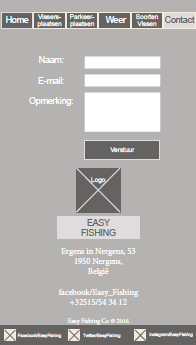 Home Vissers- plaatsen Parkeer- plaatsen Weer Soorten Vissen Contact
Naam:
E-mail:
Opmerking:
Verstuur
Logo
EASY
FISHING
Ergens in Nergens, 53
1950 Nergens,
België
facebook/Easy_Fishing
+32515/54 34 12
Easy Fishing Co © 2016
Facebook/EasyFishing Twitter/EasyFishing Instagram/EasyFishing